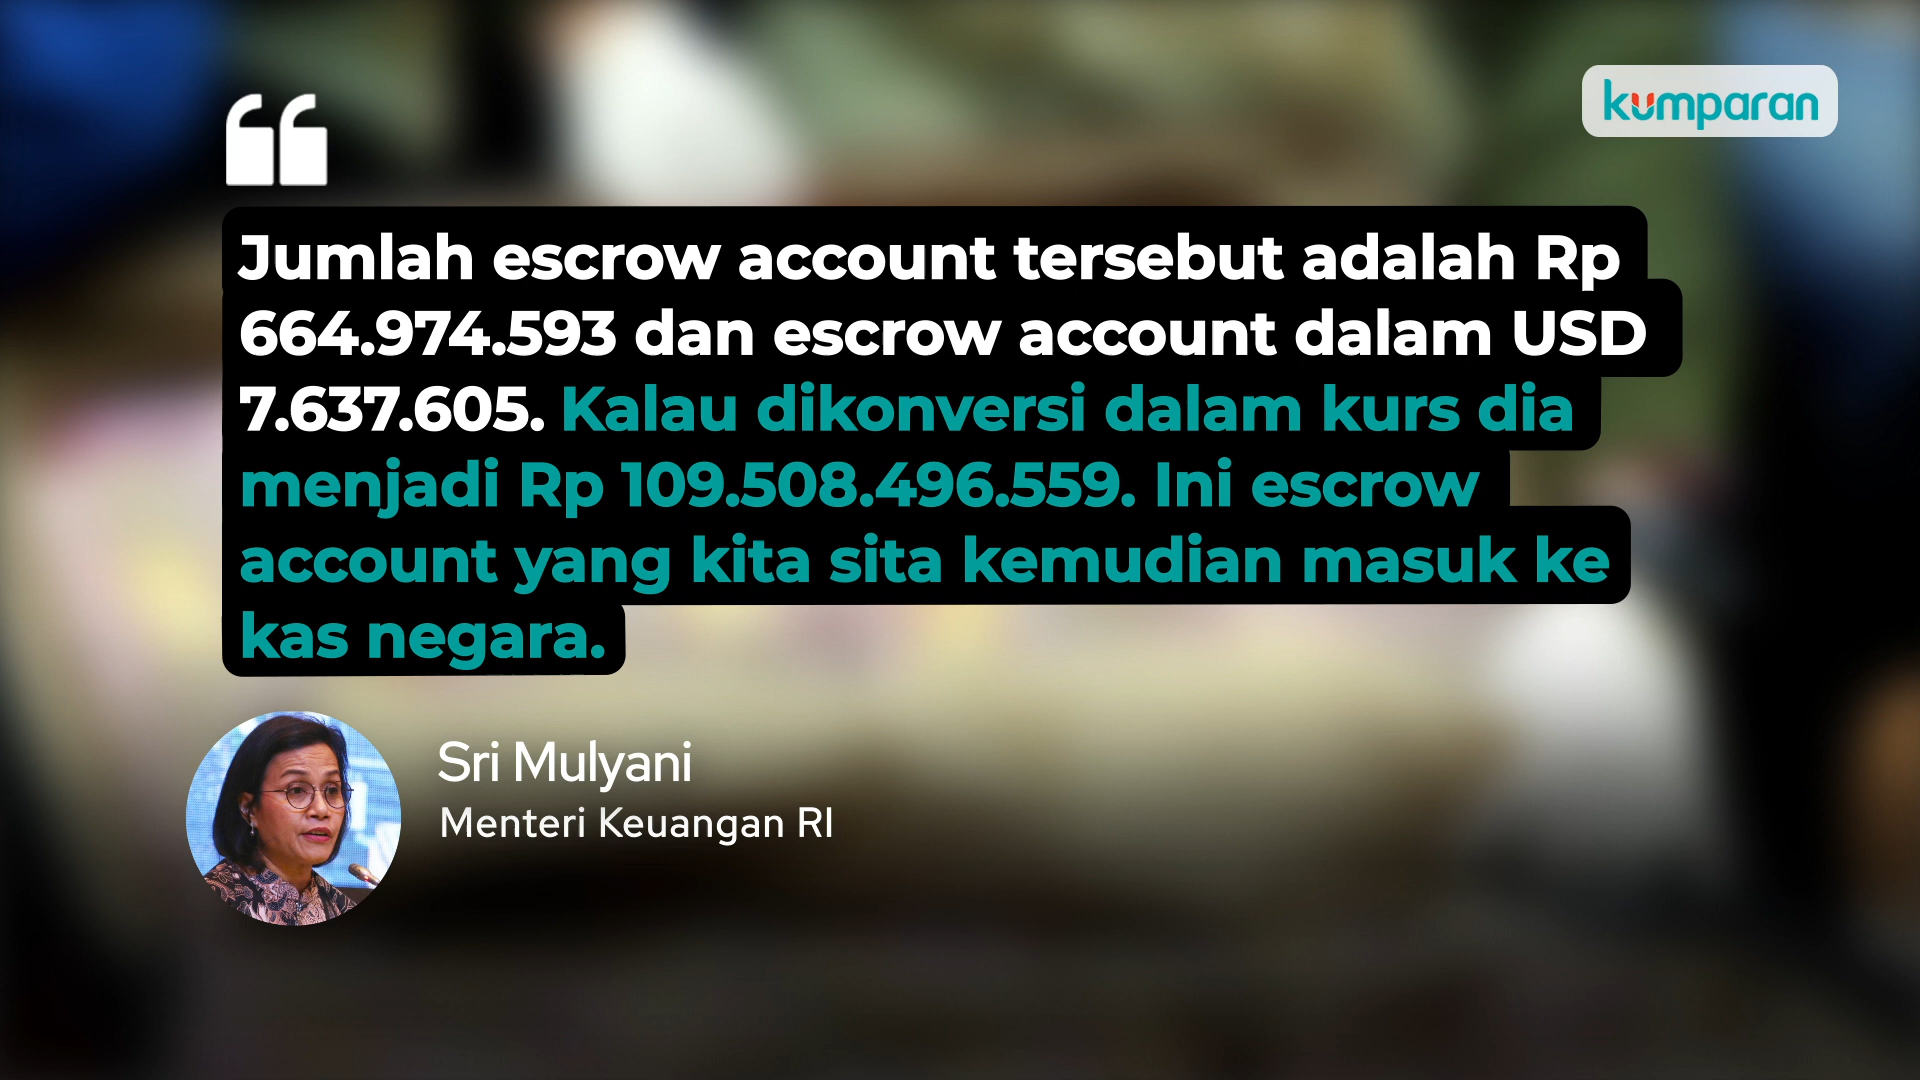 kumparan
Jumlah escrow account tersebut adalah Rp
664.974.593 dan escrow account dalam USD
7.637.605. Kalau dikonversi dalam kurs dia
menjadi Rp 109.508.496.559. Ini escrow
account yang kita sita kemudian masuk ke
kas negara.
Sri Mulyani
Menteri Keuangan RI